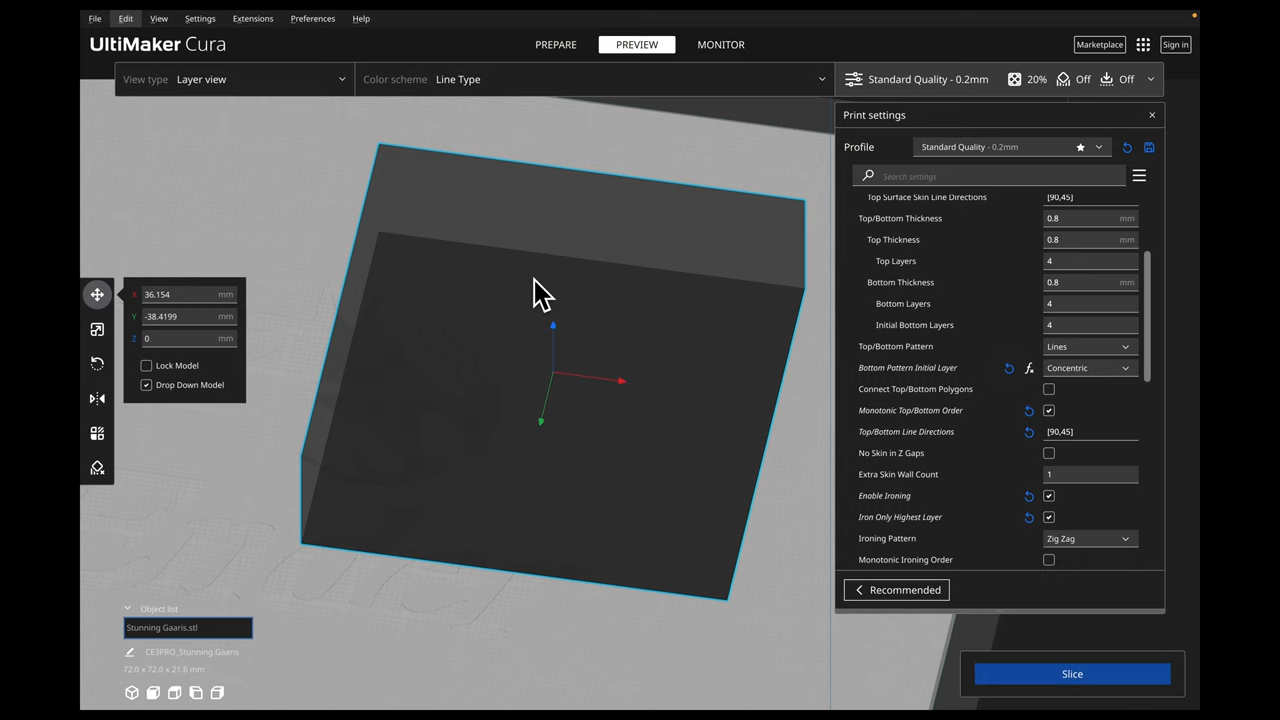 File Edit View Settings Extensions Preferences Help
UltiMaker Cura PREPARE PREVIEW MONITOR Marketplace Sign in
View type Layer view Color scheme Line Type Standard Quality - 0.2mm 20% Off Off
Print settings
Profile Standard Quality - 0.2mm
Search settings
Top Surface Skin Line Directions [90,45]
Top/Bottom Thickness 0.8 mm
Top Thickness 0.8 mm
Top Layers 4
Bottom Thickness 0.8 mm
Bottom Layers 4
Initial Bottom Layers 4
Top/Bottom Pattern Lines
Bottom Pattern Initial Layer Concentric
Connect Top/Bottom Polygons
Monotonic Top/Bottom Order
Top/Bottom Line Directions [90,45]
No Skin in Z Gaps
Extra Skin Wall Count 1
Enable Ironing
Iron Only Highest Layer
Ironing Pattern Zig Zag
Monotonic Ironing Order
Recommended
X 36.154 mm
Y -38.4199 mm
Z 0 mm
Lock Model
Drop Down Model
Object list
Stunning Gaaris.stl
CE3PRO_Stunning Gaaris
72.0 x 72.0 x 21.6 mm
Slice